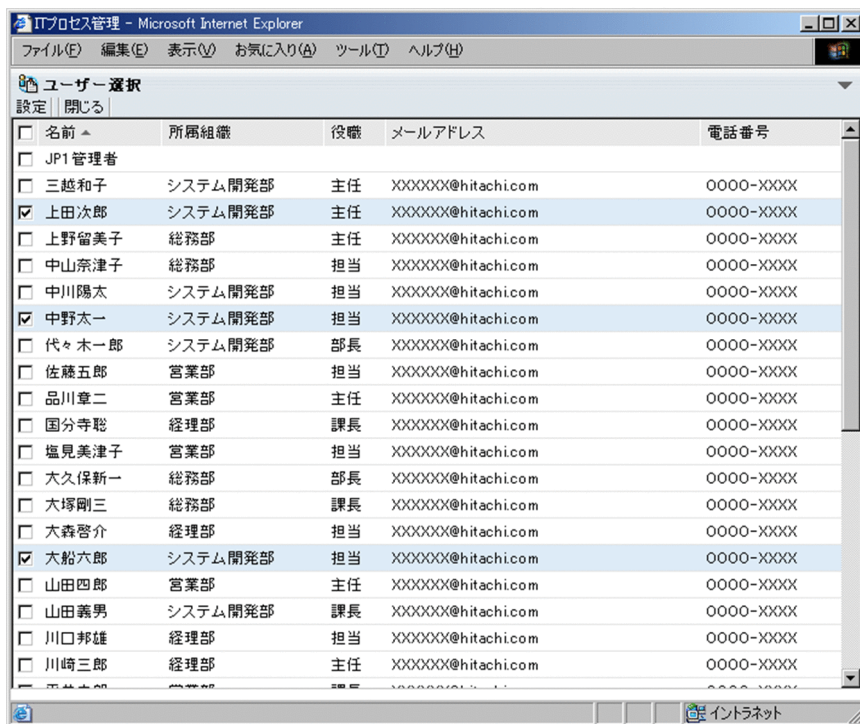 ITプロセス管理 - Microsoft Internet Explorer
ファイル(F) 編集(E) 表示(V) お気に入り(A) ツール(T) ヘルプ(H)
ユーザー選択
設定 閉じる
名前 所属組織 役職 メールアドレス 電話番号
JP1管理者
三越和子 システム開発部 主任 XXXXXX@hitachi.com 0000-XXXX
上田次郎 システム開発部 主任 XXXXXX@hitachi.com 0000-XXXX
上野留美子 総務部 主任 XXXXXX@hitachi.com 0000-XXXX
中山奈津子 総務部 担当 XXXXXX@hitachi.com 0000-XXXX
中川陽太 システム開発部 担当 XXXXXX@hitachi.com 0000-XXXX
中野太一 システム開発部 担当 XXXXXX@hitachi.com 0000-XXXX
代々木一郎 システム開発部 部長 XXXXXX@hitachi.com 0000-XXXX
佐藤五郎 営業部 担当 XXXXXX@hitachi.com 0000-XXXX
品川章二 営業部 主任 XXXXXX@hitachi.com 0000-XXXX
国分寺聡 経理部 課長 XXXXXX@hitachi.com 0000-XXXX
塩見美津子 営業部 担当 XXXXXX@hitachi.com 0000-XXXX
大久保新一 総務部 部長 XXXXXX@hitachi.com 0000-XXXX
大塚剛三 総務部 課長 XXXXXX@hitachi.com 0000-XXXX
大森啓介 経理部 担当 XXXXXX@hitachi.com 0000-XXXX
大船六郎 システム開発部 担当 XXXXXX@hitachi.com 0000-XXXX
山田四郎 営業部 主任 XXXXXX@hitachi.com 0000-XXXX
山田義男 システム開発部 課長 XXXXXX@hitachi.com 0000-XXXX
川口邦雄 経理部 担当 XXXXXX@hitachi.com 0000-XXXX
川崎三郎 経理部 主任 XXXXXX@hitachi.com 0000-XXXX
イントラネット